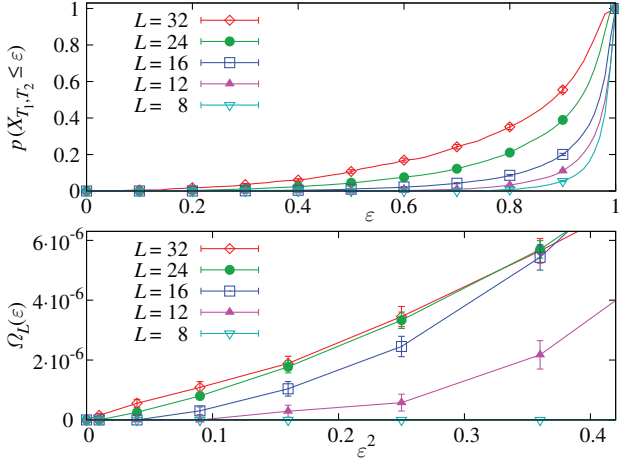 p(X_{T_1,T_2} ≤ ε)
1
0.8
0.6
0.4
0.2
0
L = 32
L = 24
L = 16
L = 12
L = 8
0 0.2 0.4 0.6 0.8 1
ε
Ω_L(ε)
6·10^{-6}
4·10^{-6}
2·10^{-6}
0
L = 32
L = 24
L = 16
L = 12
L = 8
0 0.1 0.2 0.3 0.4
ε^2